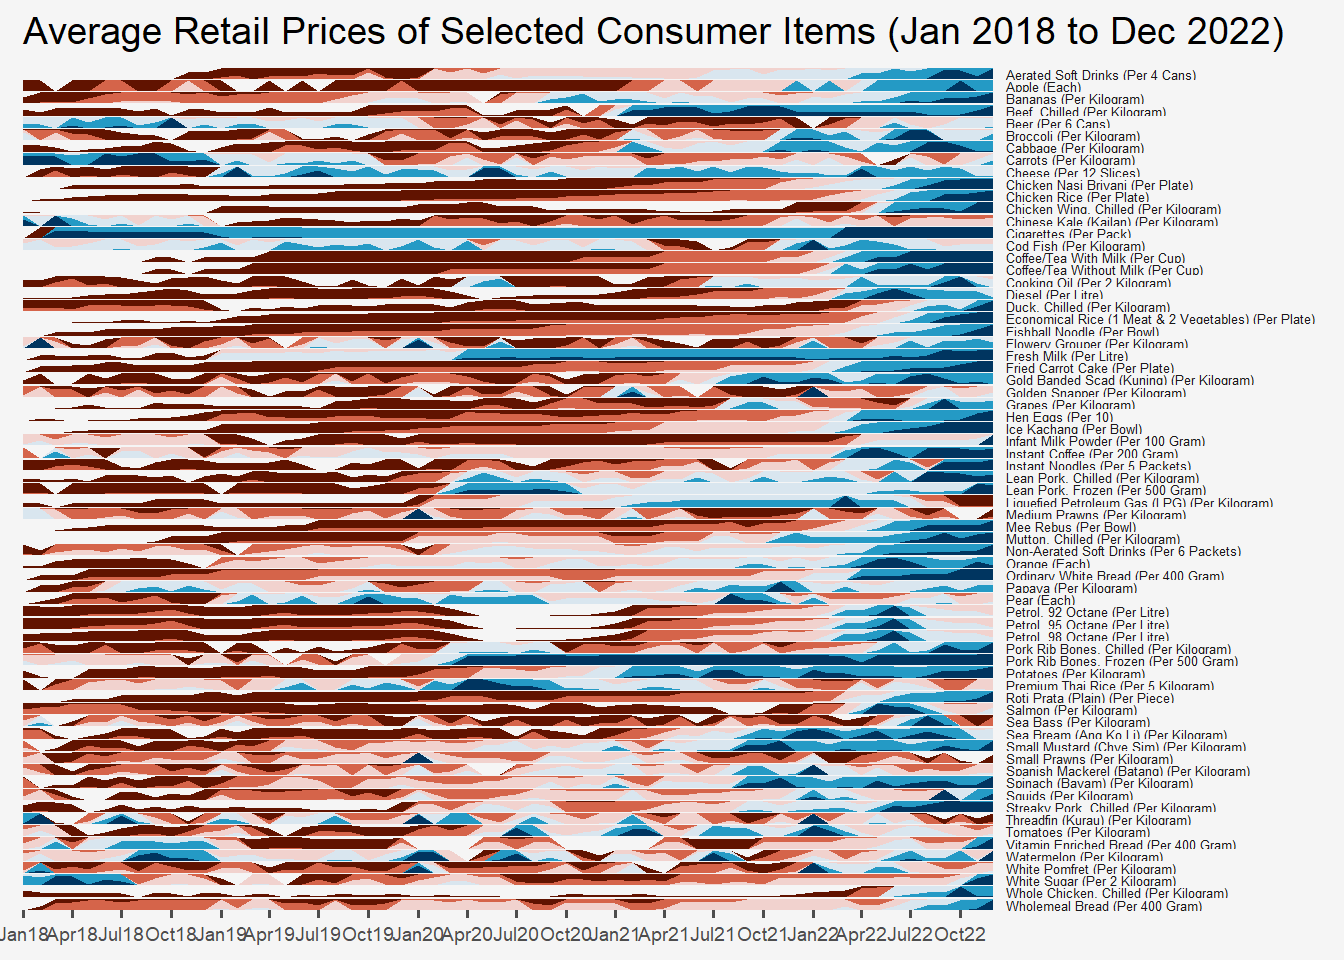 Average Retail Prices of Selected Consumer Items (Jan 2018 to Dec 2022)
Aerated Soft Drinks (Per 4 Cans)
Apple (Each)
Bananas (Per Kilogram)
Beef, Chilled (Per Kilogram)
Beer (Per 6 Cans)
Broccoli (Per Kilogram)
Cabbage (Per Kilogram)
Carrots (Per Kilogram)
Cheese (Per 12 Slices)
Chicken Nasi Briyani (Per Plate)
Chicken Rice (Per Plate)
Chicken Wing, Chilled (Per Kilogram)
Chinese Kale (Kailan) (Per Kilogram)
Cigarettes (Per Pack)
Cod Fish (Per Kilogram)
Coffee/Tea With Milk (Per Cup)
Coffee/Tea Without Milk (Per Cup)
Cooking Oil (Per 2 Kilogram)
Diesel (Per Litre)
Duck, Chilled (Per Kilogram)
Economical Rice (1 Meat & 2 Vegetables) (Per Plate)
Fishball Noodle (Per Bowl)
Flowery Grouper (Per Kilogram)
Fresh Milk (Per Litre)
Fried Carrot Cake (Per Plate)
Gold Banded Scad (Kuning) (Per Kilogram)
Golden Snapper (Per Kilogram)
Grapes (Per Kilogram)
Hen Eggs (Per 10)
Ice Kachang (Per Bowl)
Infant Milk Powder (Per 100 Gram)
Instant Coffee (Per 200 Gram)
Instant Noodles (Per 5 Packets)
Lean Pork, Chilled (Per Kilogram)
Lean Pork, Frozen (Per 500 Gram)
Liquefied Petroleum Gas (LPG) (Per Kilogram)
Medium Prawns (Per Kilogram)
Mee Rebus (Per Bowl)
Mutton, Chilled (Per Kilogram)
Non-Aerated Soft Drinks (Per 6 Packets)
Orange (Each)
Ordinary White Bread (Per 400 Gram)
Papaya (Per Kilogram)
Pear (Each)
Petrol, 92 Octane (Per Litre)
Petrol, 95 Octane (Per Litre)
Petrol, 98 Octane (Per Litre)
Pork Rib Bones, Chilled (Per Kilogram)
Pork Rib Bones, Frozen (Per 500 Gram)
Potatoes (Per Kilogram)
Premium Thai Rice (Per 5 Kilogram)
Roti Prata (Plain) (Per Piece)
Salmon (Per Kilogram)
Sea Bass (Per Kilogram)
Sea Bream (Ang Ko Li) (Per Kilogram)
Small Mustard (Chye Sim) (Per Kilogram)
Small Prawns (Per Kilogram)
Spanish Mackerel (Batang) (Per Kilogram)
Spinach (Bayam) (Per Kilogram)
Squids (Per Kilogram)
Streaky Pork, Chilled (Per Kilogram)
Threadfin (Kurau) (Per Kilogram)
Tomatoes (Per Kilogram)
Vitamin Enriched Bread (Per 400 Gram)
Watermelon (Per Kilogram)
White Pomfret (Per Kilogram)
White Sugar (Per 2 Kilogram)
Whole Chicken, Chilled (Per Kilogram)
Wholemeal Bread (Per 400 Gram)
Jan18 Apr18 Jul18 Oct18 Jan19 Apr19 Jul19 Oct19 Jan20 Apr20 Jul20 Oct20 Jan21 Apr21 Jul21 Oct21 Jan22 Apr22 Jul22 Oct22